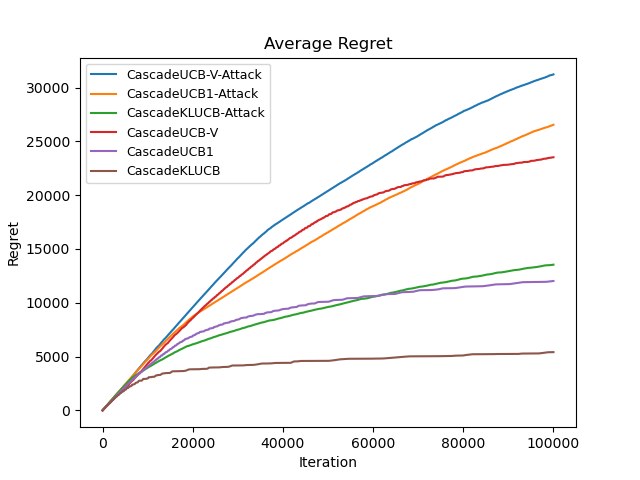 Average Regret
CascadeUCB-V-Attack
CascadeUCB1-Attack
CascadeKLUCB-Attack
CascadeUCB-V
CascadeUCB1
CascadeKLUCB
Regret
30000
25000
20000
15000
10000
5000
0
0 20000 40000 60000 80000 100000
Iteration